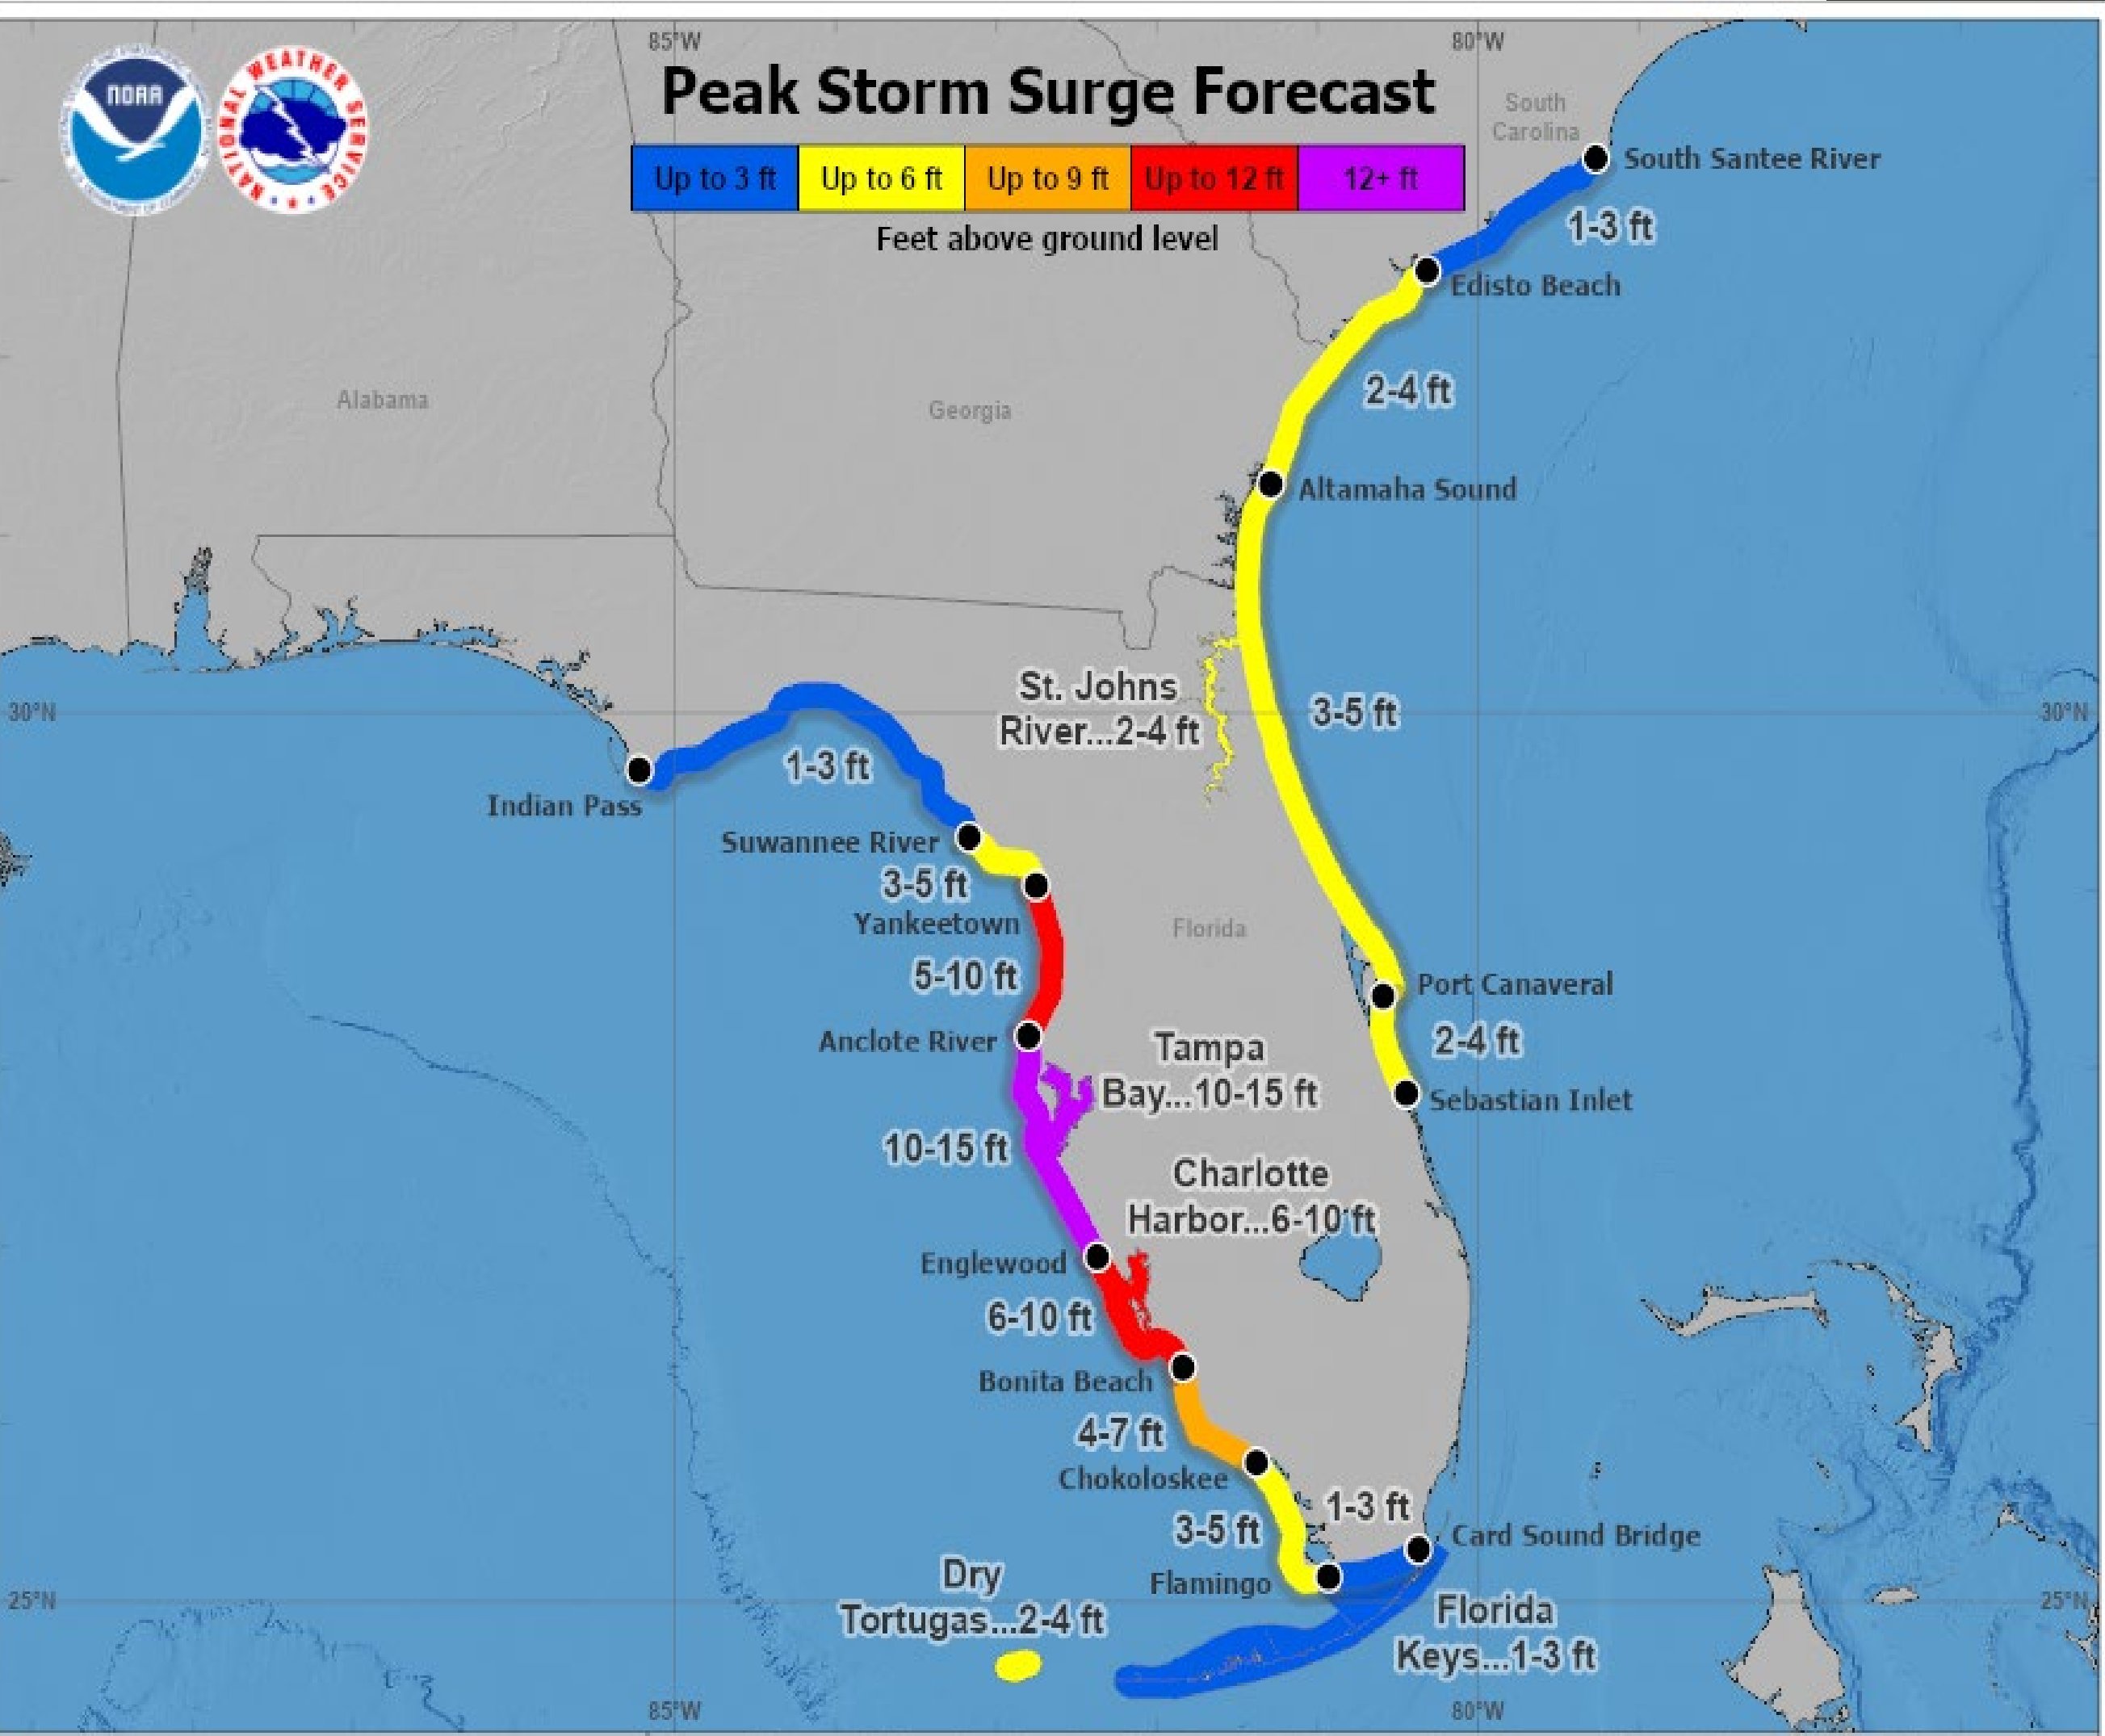 85°W
80°W
NOAA
NATIONAL WEATHER SERVICE
Peak Storm Surge Forecast
Up to 3 ft
Up to 6 ft
Up to 9 ft
Up to 12 ft
12+ ft
Feet above ground level
South
Carolina
South Santee River
1-3 ft
Edisto Beach
2-4 ft
Alabama
Georgia
Altamaha Sound
St. Johns
River...2-4 ft
3-5 ft
30°N
30°N
1-3 ft
Indian Pass
Suwannee River
3-5 ft
Yankeetown
Florida
5-10 ft
Port Canaveral
Anclote River
2-4 ft
Tampa
Bay...10-15 ft
Sebastian Inlet
10-15 ft
Charlotte
Harbor...6-10 ft
Englewood
6-10 ft
Bonita Beach
4-7 ft
Chokoloskee
1-3 ft
3-5 ft
Card Sound Bridge
Flamingo
Dry
Tortugas...2-4 ft
25°N
25°N
Florida
Keys...1-3 ft
85°W
80°W